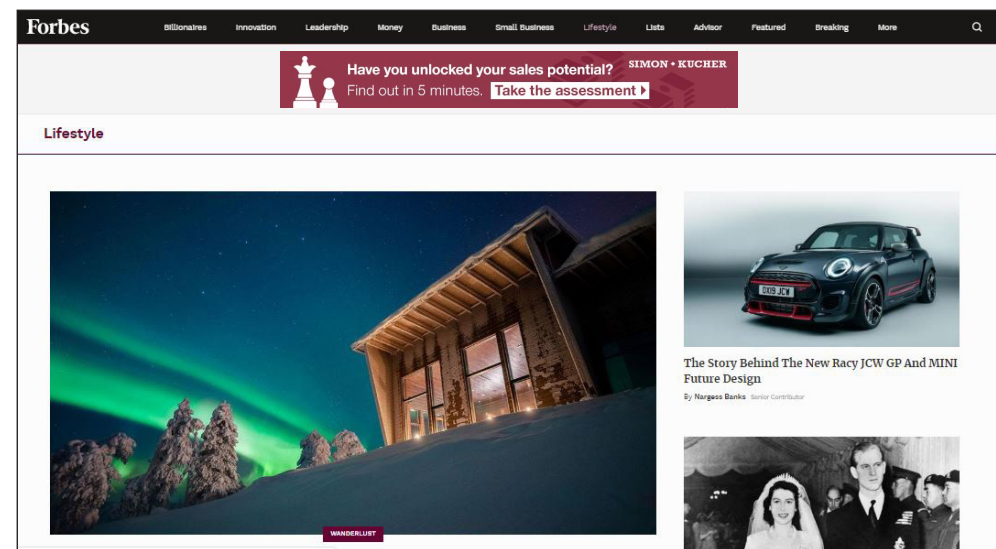 Forbes Billionaires Innovation Leadership Money Business Small Business Lifestyle Lists Advisor Featured Breaking More
Have you unlocked your sales potential? SIMON • KUCHER
Find out in 5 minutes. Take the assessment
Lifestyle
OX19 JCW
The Story Behind The New Racy JCW GP And MINI
Future Design
By Nargess Banks Senior Contributor
WANDERLUST